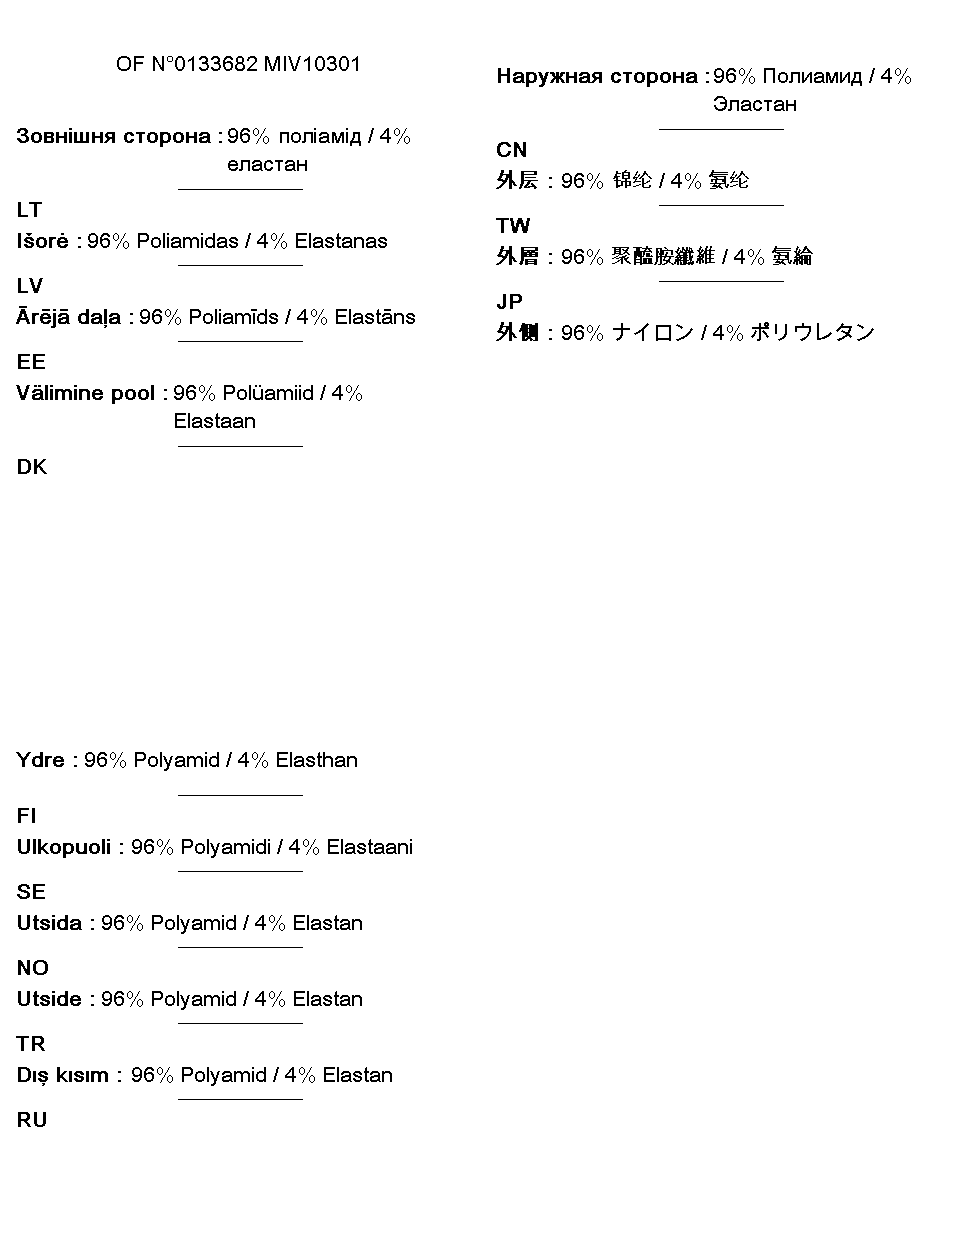 OF N°0133682 MIV10301
Зовнішня сторона : 96% поліамід / 4%
еластан
LT
Išorė : 96% Poliamidas / 4% Elastanas
LV
Ārējā daļa : 96% Poliamīds / 4% Elastāns
EE
Välimine pool : 96% Polüamiid / 4%
Elastaan
DK
Ydre : 96% Polyamid / 4% Elasthan
FI
Ulkopuoli : 96% Polyamidi / 4% Elastaani
SE
Utsida : 96% Polyamid / 4% Elastan
NO
Utside : 96% Polyamid / 4% Elastan
TR
Dış kısım : 96% Polyamid / 4% Elastan
RU
Наружная сторона : 96% Полиамид / 4%
Эластан
CN
外层 : 96% 锦纶 / 4% 氨纶
TW
外層 : 96% 聚醯胺纖維 / 4% 氨綸
JP
外側 : 96% ナイロン / 4% ポリウレタン